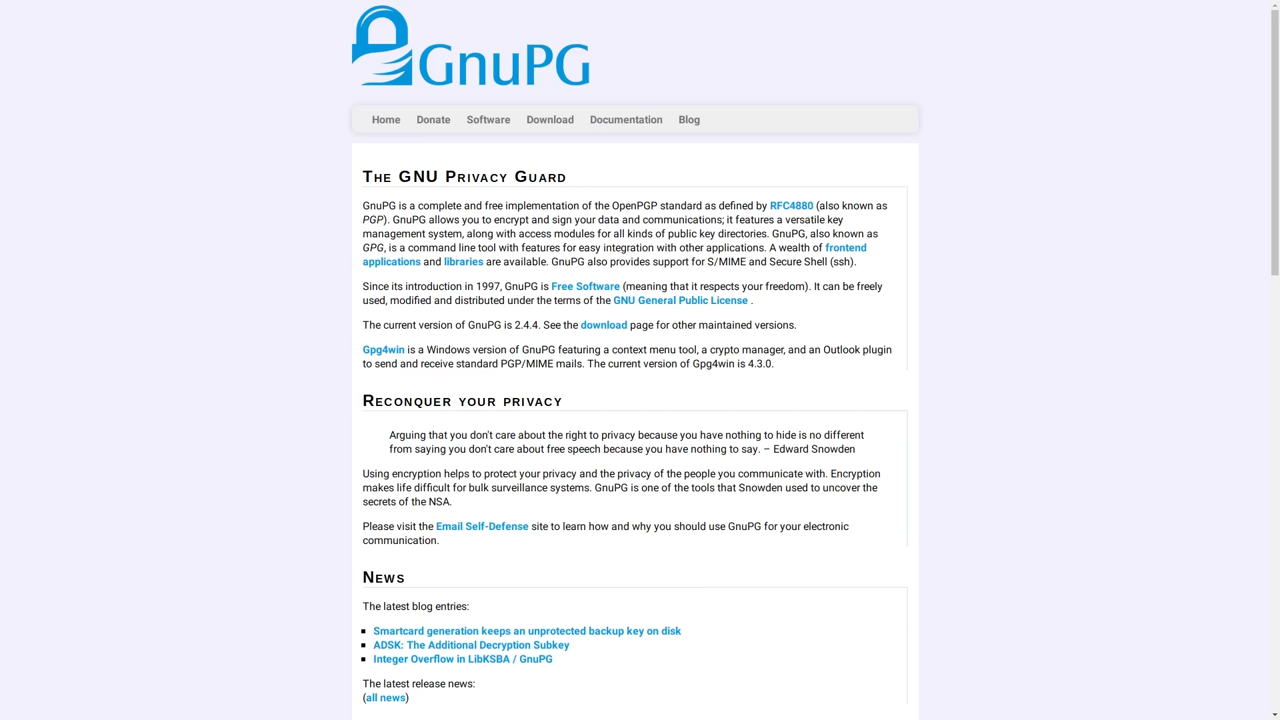 GnuPG
Home Donate Software Download Documentation Blog
The GNU Privacy Guard
GnuPG is a complete and free implementation of the OpenPGP standard as defined by RFC4880 (also known as
PGP). GnuPG allows you to encrypt and sign your data and communications; it features a versatile key
management system, along with access modules for all kinds of public key directories. GnuPG, also known as
GPG, is a command line tool with features for easy integration with other applications. A wealth of frontend
applications and libraries are available. GnuPG also provides support for S/MIME and Secure Shell (ssh).
Since its introduction in 1997, GnuPG is Free Software (meaning that it respects your freedom). It can be freely
used, modified and distributed under the terms of the GNU General Public License .
The current version of GnuPG is 2.4.4. See the download page for other maintained versions.
Gpg4win is a Windows version of GnuPG featuring a context menu tool, a crypto manager, and an Outlook plugin
to send and receive standard PGP/MIME mails. The current version of Gpg4win is 4.3.0.
Reconquer your privacy
Arguing that you don't care about the right to privacy because you have nothing to hide is no different
from saying you don't care about free speech because you have nothing to say. – Edward Snowden
Using encryption helps to protect your privacy and the privacy of the people you communicate with. Encryption
makes life difficult for bulk surveillance systems. GnuPG is one of the tools that Snowden used to uncover the
secrets of the NSA.
Please visit the Email Self-Defense site to learn how and why you should use GnuPG for your electronic
communication.
News
The latest blog entries:
Smartcard generation keeps an unprotected backup key on disk
ADSK: The Additional Decryption Subkey
Integer Overflow in LibKSBA / GnuPG
The latest release news:
(all news)